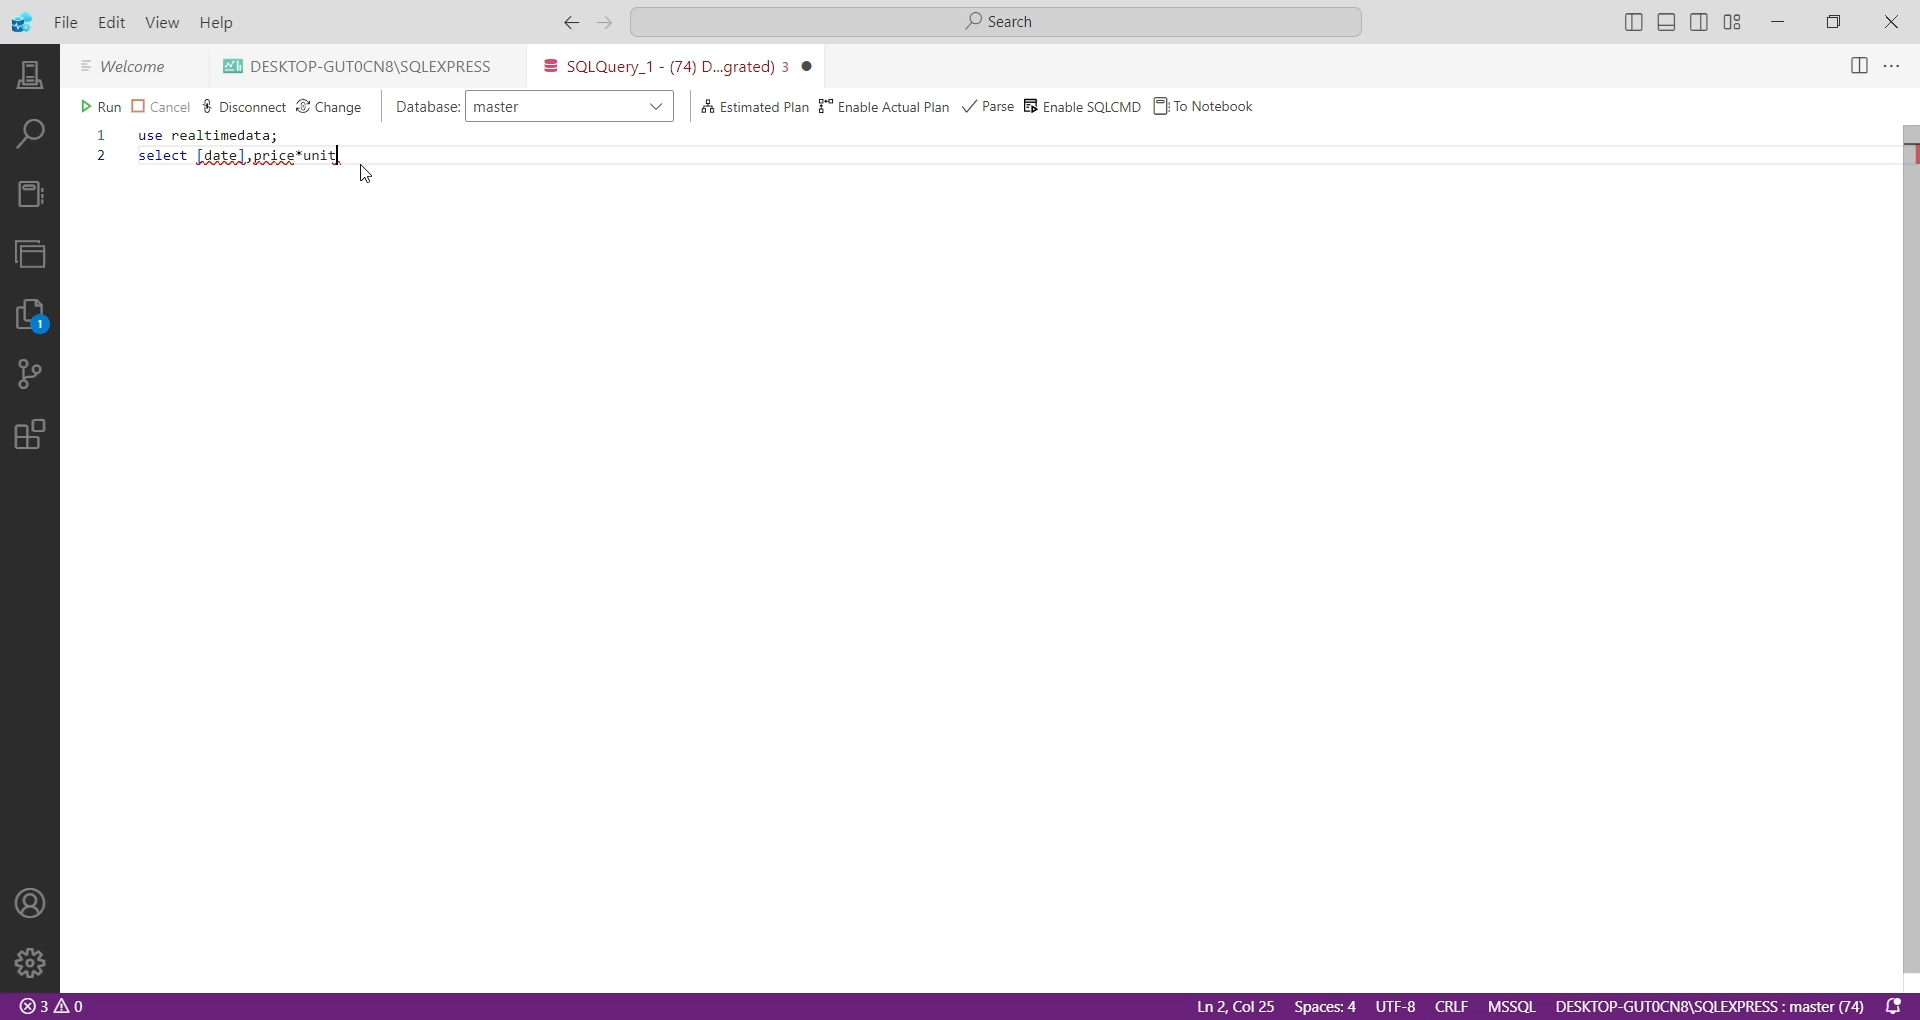 File Edit View Help Search
Welcome DESKTOP-GUT0CN8\SQLEXPRESS SQLQuery_1 - (74) D...grated) 3
Run Cancel Disconnect Change Database: master Estimated Plan Enable Actual Plan Parse Enable SQLCMD To Notebook
1 use realtimedata;
2 select [date],price*unit
1
3 0 Ln 2, Col 25 Spaces: 4 UTF-8 CRLF MSSQL DESKTOP-GUT0CN8\SQLEXPRESS : master (74)